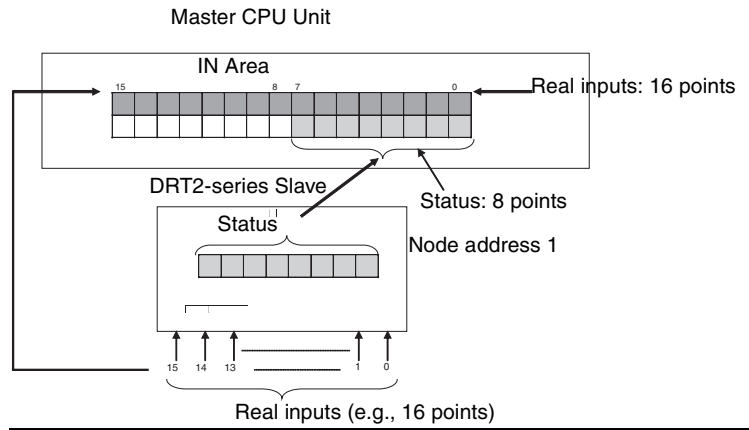 Master CPU Unit
IN Area
15 8 7 0
Real inputs: 16 points
DRT2-series Slave
Status: 8 points
Status
Node address 1
15 14 13 1 0
Real inputs (e.g., 16 points)